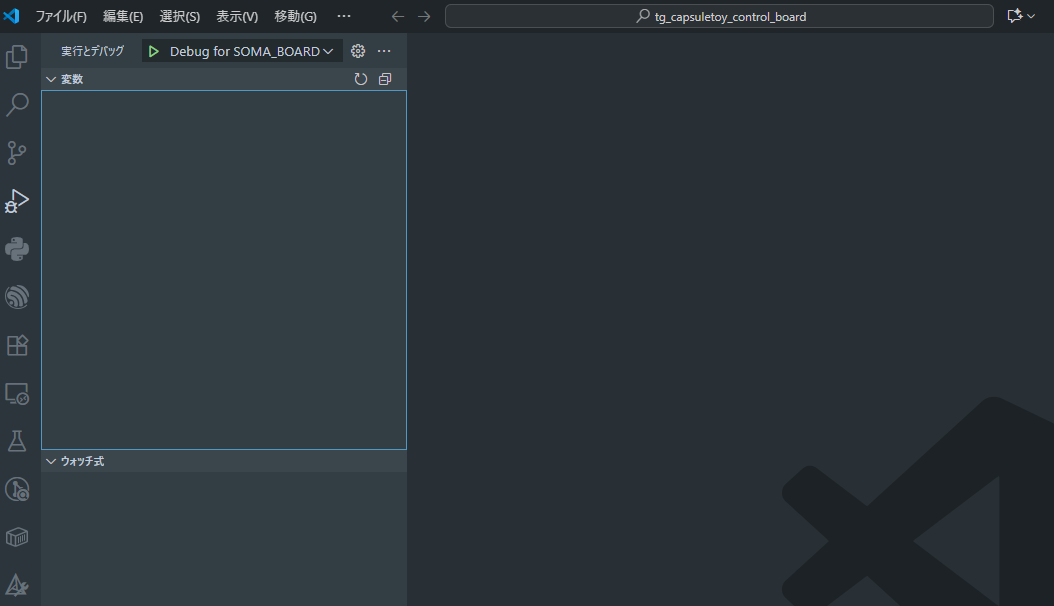 ファイル(F) 編集(E) 選択(S) 表示(V) 移動(G) ··· tg_capsuletoy_control_board
実行とデバッグ Debug for SOMA_BOARD ···
変数
ウォッチ式